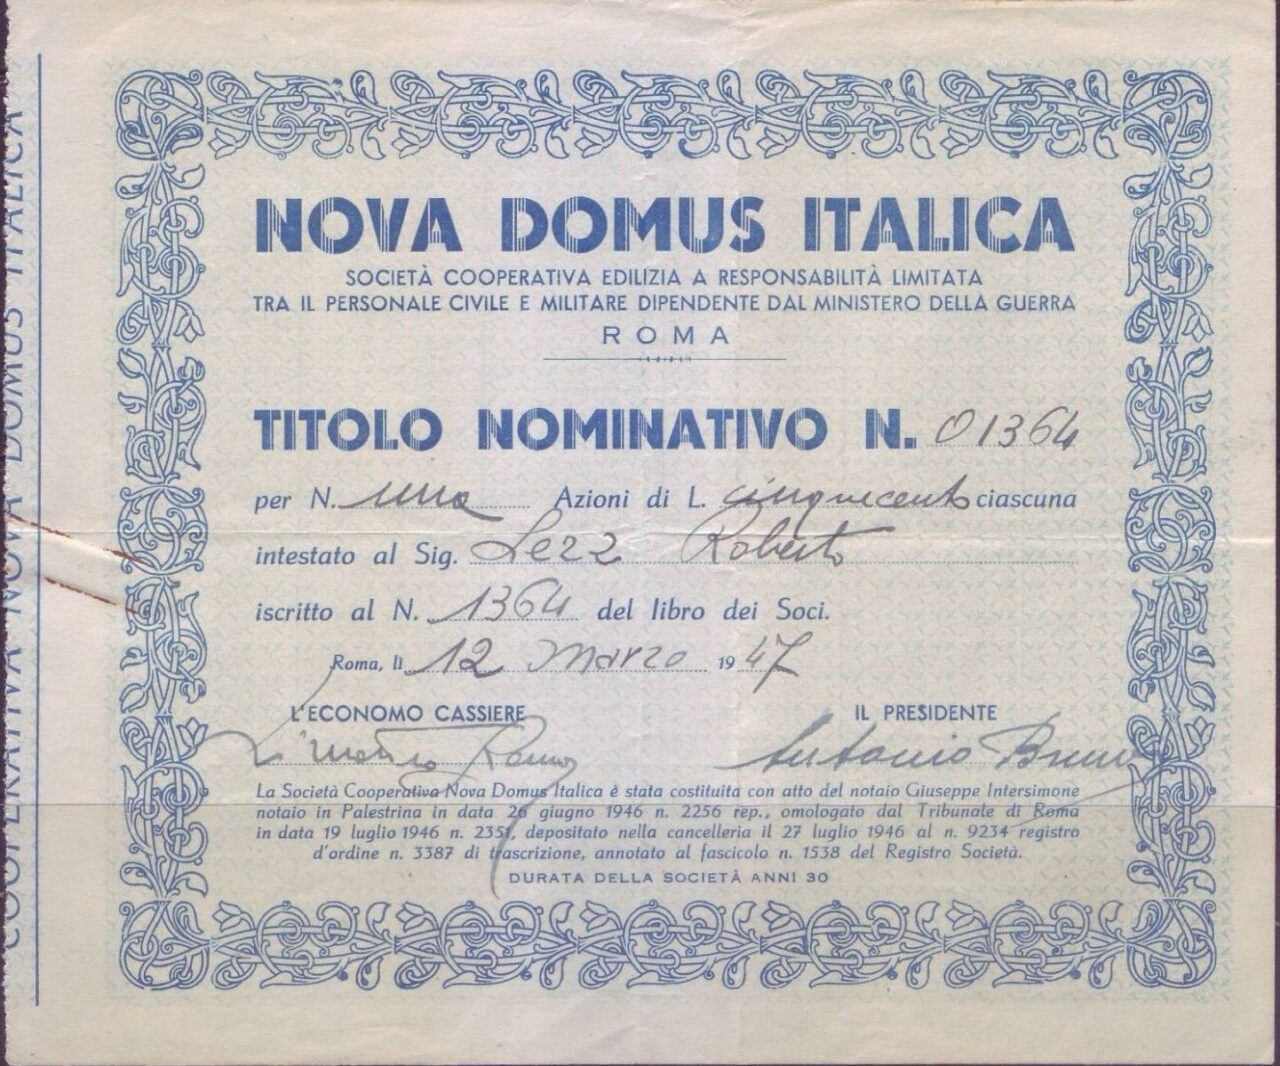 NOVA DOMUS ITALICA
SOCIETÀ COOPERATIVA EDILIZIA A RESPONSABILITÀ LIMITATA
TRA IL PERSONALE CIVILE E MILITARE DIPENDENTE DAL MINISTERO DELLA GUERRA
ROMA
TITOLO NOMINATIVO N. 01364
per N. una Azioni di L. cinquecento ciascuna
intestato al Sig. Roberto
iscritto al N. 1364 del libro dei Soci.
Roma, lì 12 Marzo 1947
L'ECONOMO CASSIERE IL PRESIDENTE
Antonio
La Società Cooperativa Nova Domus Italica è stata costituita con atto del notaio Giuseppe Intersimone
notaio in Palestrina in data 26 giugno 1946 n. 2256 rep., omologato dal Tribunale di Roma
in data 19 luglio 1946 n. 2351, depositato nella cancelleria il 27 luglio 1946 al n. 9234 registro
d'ordine n. 3387 di trascrizione, annotato al fascicolo n. 1538 del Registro Società.
DURATA DELLA SOCIETÀ ANNI 30
COOPERATIVA NOVA DOMUS ITALICA